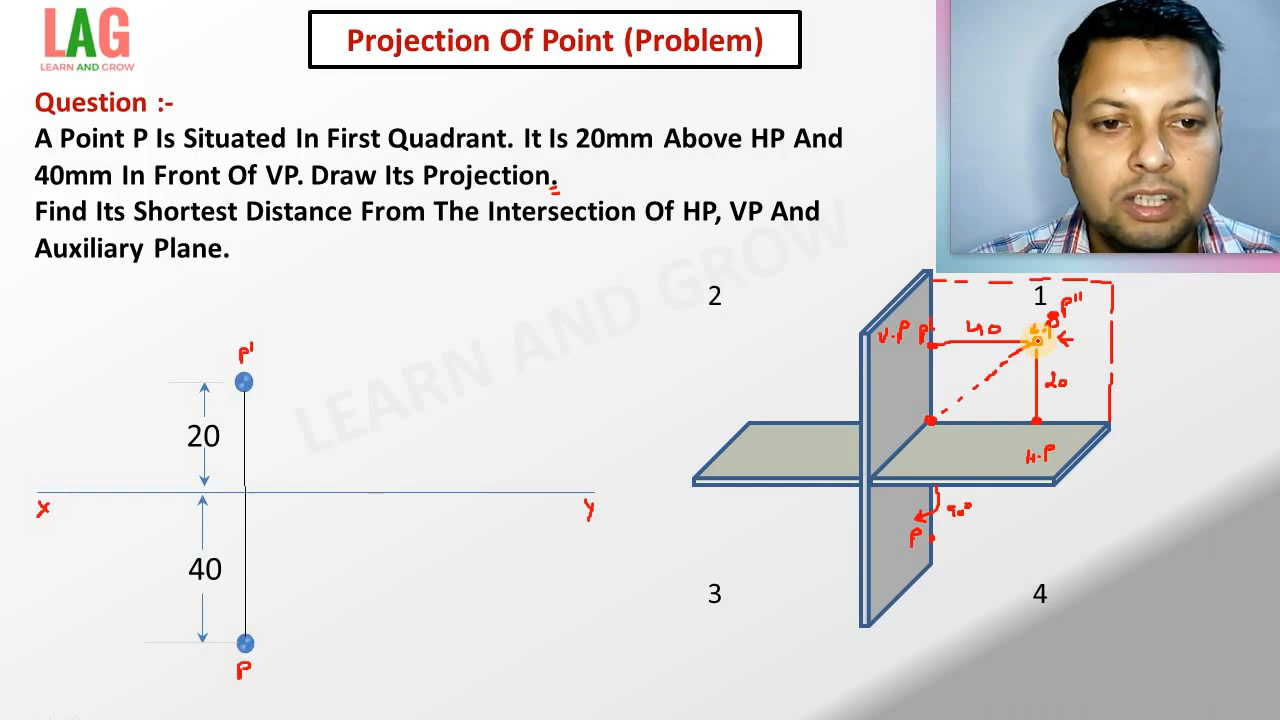 LAG
LEARN AND GROW
Projection Of Point (Problem)
Question :-
A Point P Is Situated In First Quadrant. It Is 20mm Above HP And
40mm In Front Of VP. Draw Its Projection.
Find Its Shortest Distance From The Intersection Of HP, VP And
Auxiliary Plane.
LEARN AND GROW
2
1
P"
P
V.P
P'
40
20
H.P
90°
P
3
4
P'
20
X
Y
40
P